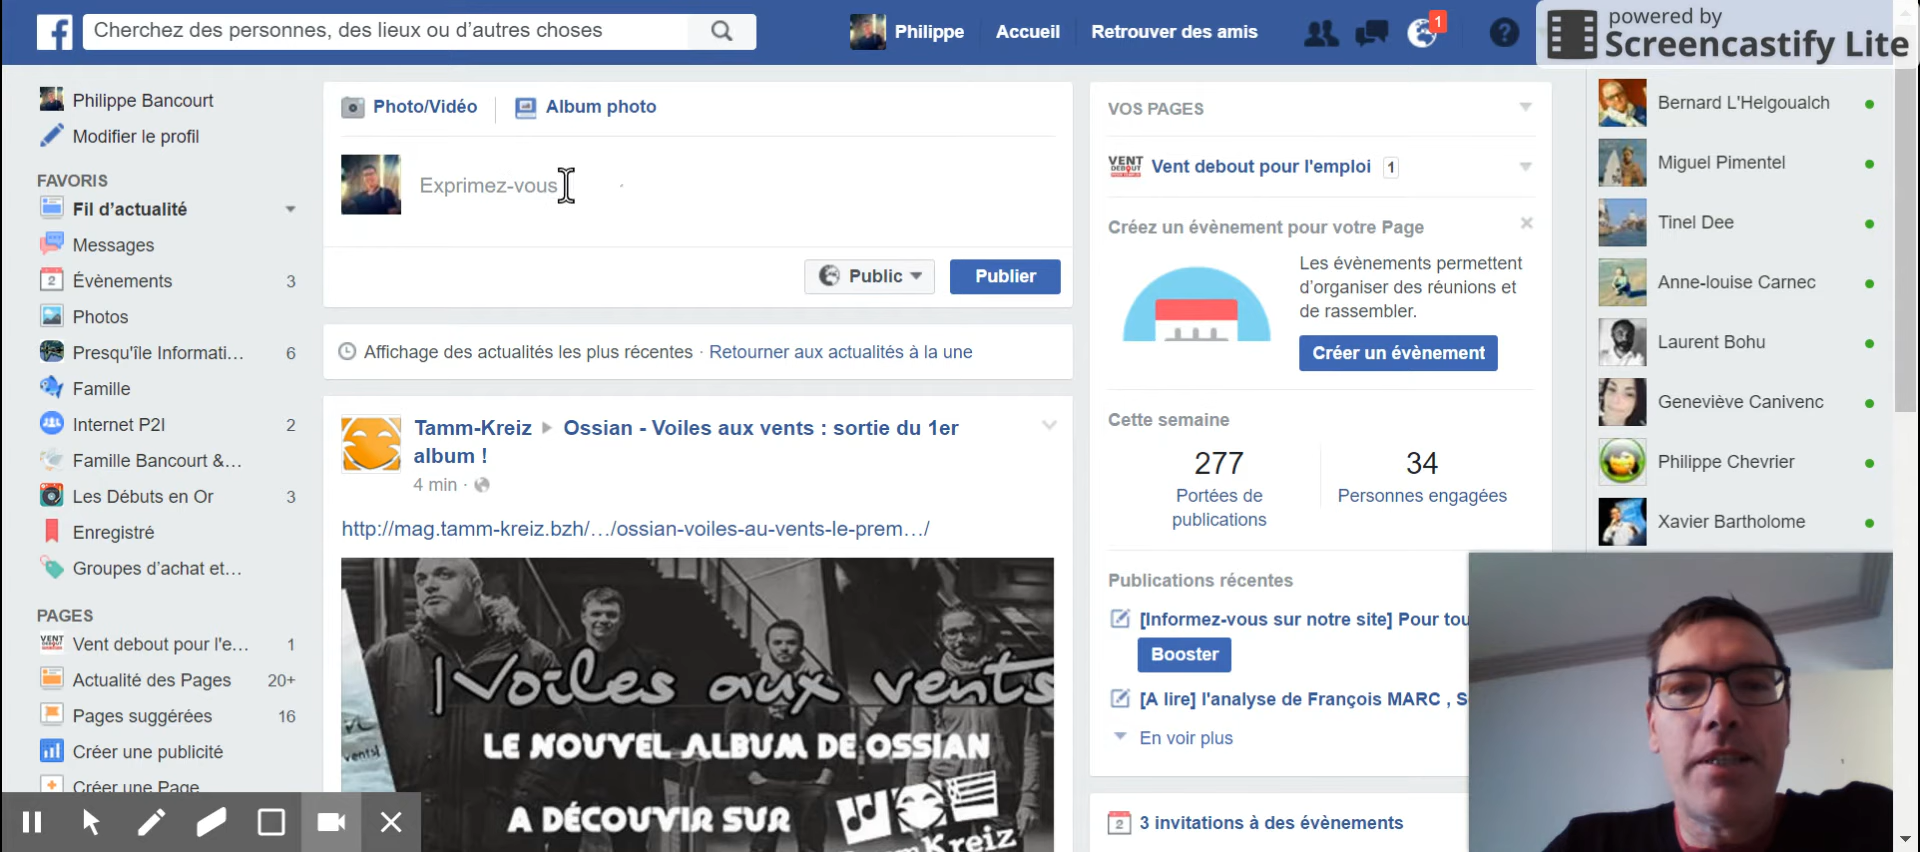 Cherchez des personnes, des lieux ou d'autres choses
Philippe
Accueil
Retrouver des amis
1
powered by
Screencastify Lite
Philippe Bancourt
Modifier le profil
FAVORIS
Fil d'actualité
Messages
Évènements 3
Photos
Presqu'île Informati... 6
Famille
Internet P2I 2
Famille Bancourt &...
Les Débuts en Or 3
Enregistré
Groupes d'achat et...
PAGES
Vent debout pour l'e... 1
Actualité des Pages 20+
Pages suggérées 16
Créer une publicité
Créer une Page
Photo/Vidéo
Album photo
Exprimez-vous
Public
Publier
Affichage des actualités les plus récentes · Retourner aux actualités à la une
Tamm-Kreiz ▶ Ossian - Voiles aux vents : sortie du 1er
album !
4 min ·
http://mag.tamm-kreiz.bzh/…/ossian-voiles-au-vents-le-prem…/
Voiles aux vents
LE NOUVEL ALBUM DE OSSIAN
A DÉCOUVIR SUR
Kreiz
VOS PAGES
VENT DEBOUT
Vent debout pour l'emploi 1
Créez un évènement pour votre Page
Les évènements permettent
d'organiser des réunions et
de rassembler.
Créer un évènement
Cette semaine
277
Portées de
publications
34
Personnes engagées
Publications récentes
[Informez-vous sur notre site] Pour tou
Booster
[A lire] l'analyse de François MARC , S
En voir plus
2
3 invitations à des évènements
Bernard L'Helgoualch
Miguel Pimentel
Tinel Dee
Anne-louise Carnec
Laurent Bohu
Geneviève Canivenc
Philippe Chevrier
Xavier Bartholome